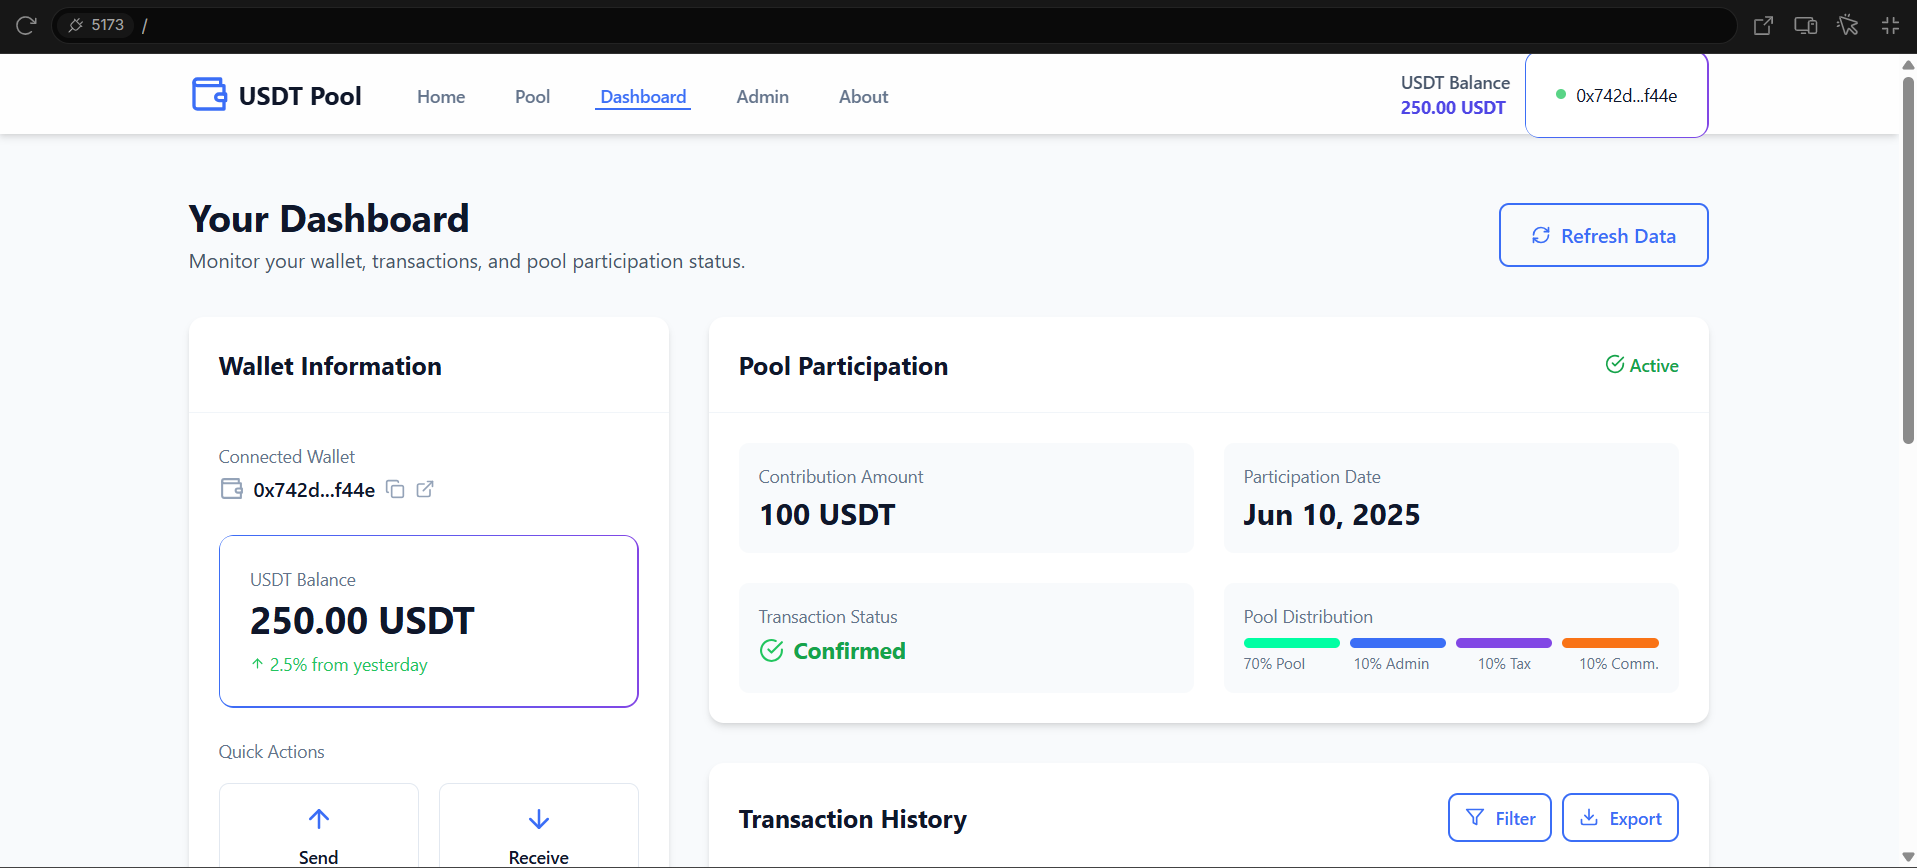 5173 /
USDT Pool
Home
Pool
Dashboard
Admin
About
USDT Balance
250.00 USDT
0x742d...f44e
Your Dashboard
Monitor your wallet, transactions, and pool participation status.
Refresh Data
Wallet Information
Connected Wallet
0x742d...f44e
USDT Balance
250.00 USDT
↑ 2.5% from yesterday
Quick Actions
Send
Receive
Pool Participation
Active
Contribution Amount
100 USDT
Participation Date
Jun 10, 2025
Transaction Status
Confirmed
Pool Distribution
70% Pool
10% Admin
10% Tax
10% Comm.
Transaction History
Filter
Export